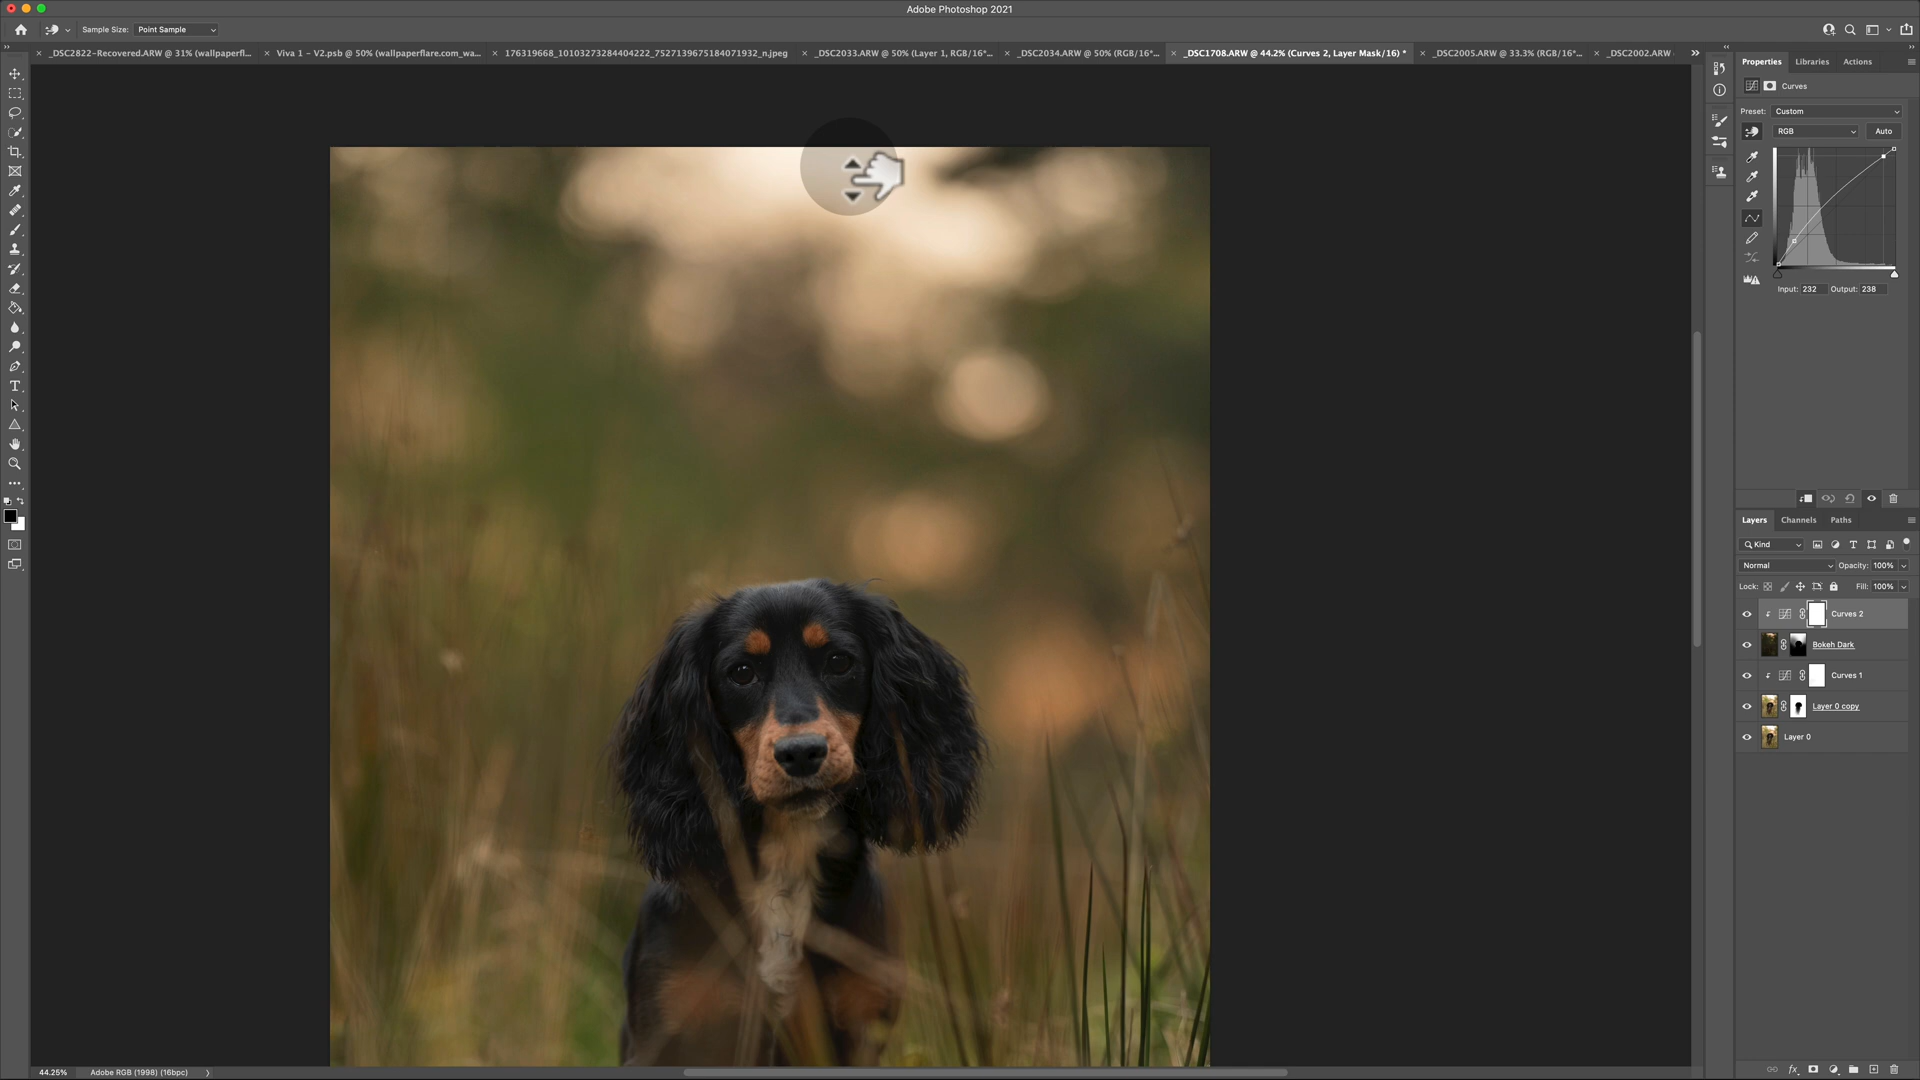 Adobe Photoshop 2021
Sample Size: Point Sample
_DSC2822-Recovered.ARW @ 31% (wallpaperfl...
Viva 1 – V2.psb @ 50% (wallpaperflare.com_wa...
176319668_10103273284404222_7527139675184071932_n.jpeg
_DSC2033.ARW @ 50% (Layer 1, RGB/16*...
_DSC2034.ARW @ 50% (RGB/16*...
_DSC1708.ARW @ 44.2% (Curves 2, Layer Mask/16) *
_DSC2005.ARW @ 33.3% (RGB/16*...
_DSC2002.ARW
Properties Libraries Actions
Curves
Preset: Custom
RGB Auto
Input: 232 Output: 238
Layers Channels Paths
Kind
Normal Opacity: 100%
Lock: Fill: 100%
Curves 2
Bokeh Dark
Curves 1
Layer 0 copy
Layer 0
44.25% Adobe RGB (1998) (16bpc)